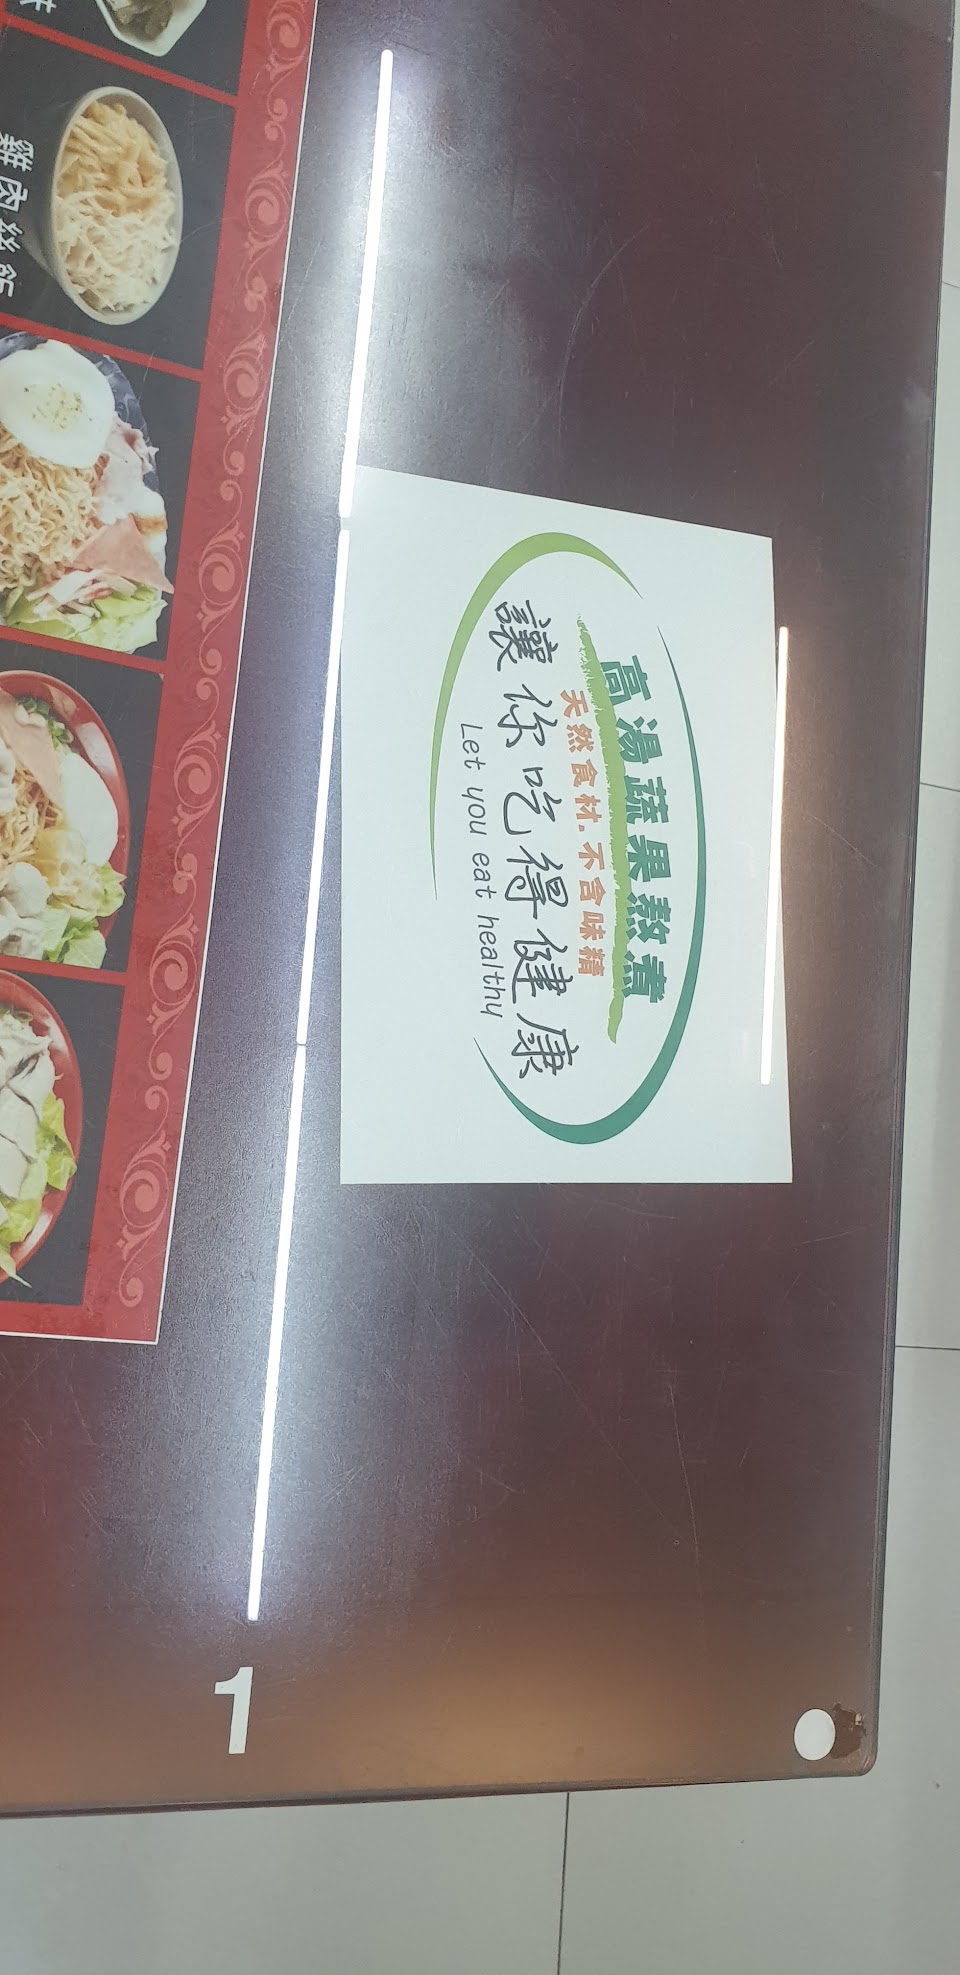 高湯蔬果熬煮
天然食材.不含味精
讓你吃得健康
Let you eat healthy
雞肉絲飯
1